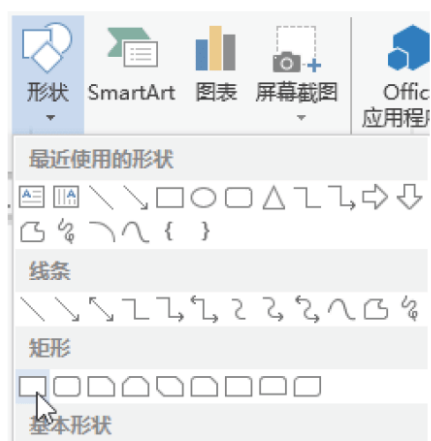 形状 SmartArt 图表 屏幕截图 Offic
应用程
最近使用的形状
线条
矩形
基本形状